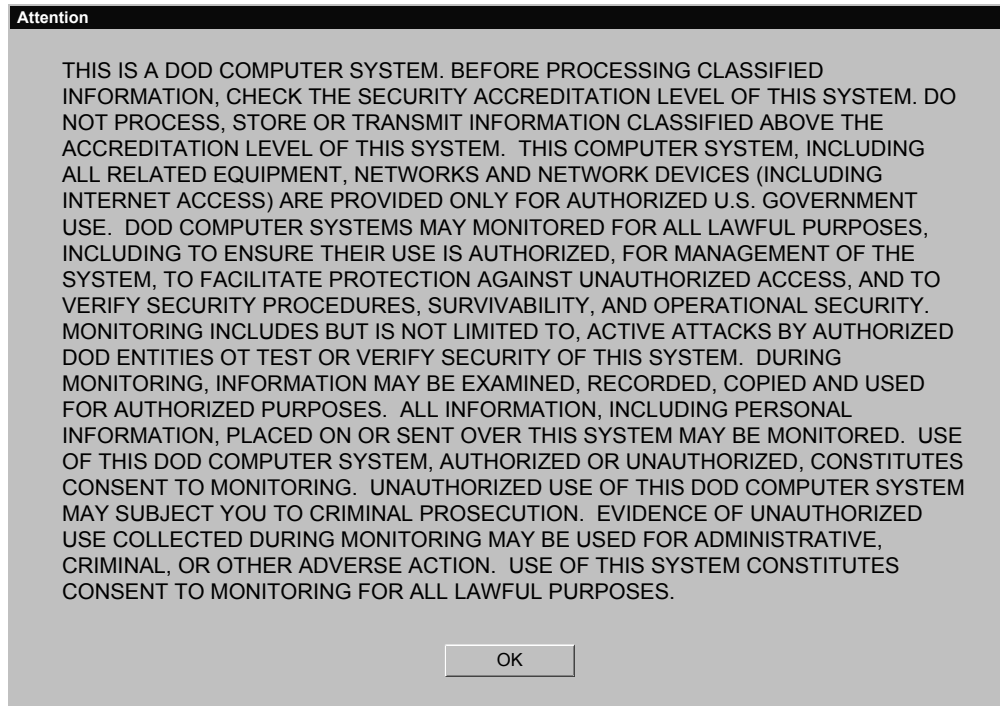 Attention
THIS IS A DOD COMPUTER SYSTEM. BEFORE PROCESSING CLASSIFIED
INFORMATION, CHECK THE SECURITY ACCREDITATION LEVEL OF THIS SYSTEM. DO
NOT PROCESS, STORE OR TRANSMIT INFORMATION CLASSIFIED ABOVE THE
ACCREDITATION LEVEL OF THIS SYSTEM. THIS COMPUTER SYSTEM, INCLUDING
ALL RELATED EQUIPMENT, NETWORKS AND NETWORK DEVICES (INCLUDING
INTERNET ACCESS) ARE PROVIDED ONLY FOR AUTHORIZED U.S. GOVERNMENT
USE. DOD COMPUTER SYSTEMS MAY MONITORED FOR ALL LAWFUL PURPOSES,
INCLUDING TO ENSURE THEIR USE IS AUTHORIZED, FOR MANAGEMENT OF THE
SYSTEM, TO FACILITATE PROTECTION AGAINST UNAUTHORIZED ACCESS, AND TO
VERIFY SECURITY PROCEDURES, SURVIVABILITY, AND OPERATIONAL SECURITY.
MONITORING INCLUDES BUT IS NOT LIMITED TO, ACTIVE ATTACKS BY AUTHORIZED
DOD ENTITIES OT TEST OR VERIFY SECURITY OF THIS SYSTEM. DURING
MONITORING, INFORMATION MAY BE EXAMINED, RECORDED, COPIED AND USED
FOR AUTHORIZED PURPOSES. ALL INFORMATION, INCLUDING PERSONAL
INFORMATION, PLACED ON OR SENT OVER THIS SYSTEM MAY BE MONITORED. USE
OF THIS DOD COMPUTER SYSTEM, AUTHORIZED OR UNAUTHORIZED, CONSTITUTES
CONSENT TO MONITORING. UNAUTHORIZED USE OF THIS DOD COMPUTER SYSTEM
MAY SUBJECT YOU TO CRIMINAL PROSECUTION. EVIDENCE OF UNAUTHORIZED
USE COLLECTED DURING MONITORING MAY BE USED FOR ADMINISTRATIVE,
CRIMINAL, OR OTHER ADVERSE ACTION. USE OF THIS SYSTEM CONSTITUTES
CONSENT TO MONITORING FOR ALL LAWFUL PURPOSES.
OK